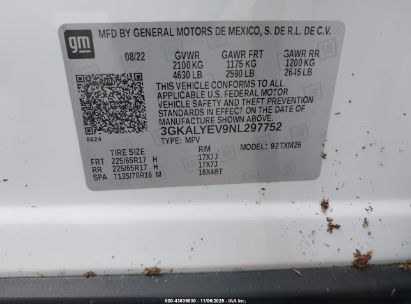 gm
MFD BY GENERAL MOTORS DE MEXICO, S DE R.L. DE C.V.
08/22 GVWR GAWR FRT GAWR RR
2100 KG 1175 KG 1200 KG
4630 LB 2590 LB 2645 LB
THIS VEHICLE CONFORMS TO ALL
APPLICABLE U.S. FEDERAL MOTOR
VEHICLE SAFETY, BUMPER, AND THEFT
PREVENTION STANDARDS IN EFFECT
ON THE DATE OF
MANUFACTURE SHOWN ABOVE.
8624 3GKALYEV9NL297752
TYPE: MPV MODEL: 92TXM26
TIRE SIZE RIM
FRT 225/65R17 H 17X7J
RR 225/65R17 H 17X7J
SPA T135/70R16 M 16X4BT